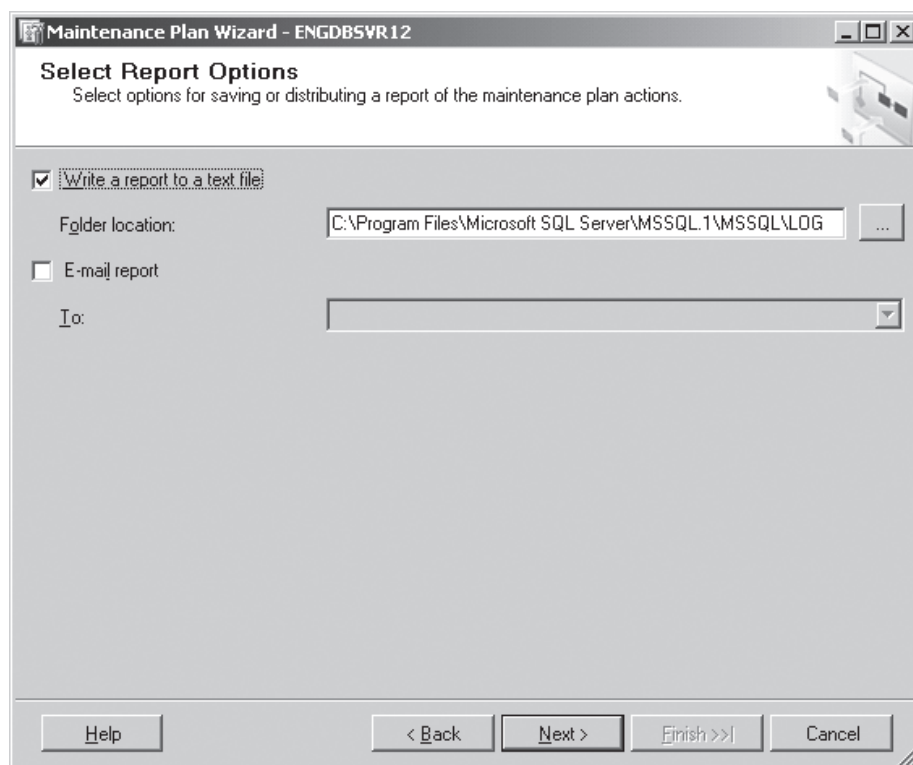 Maintenance Plan Wizard - ENGDBSVR12
Select Report Options
Select options for saving or distributing a report of the maintenance plan actions.
Write a report to a text file
Folder location:
C:\Program Files\Microsoft SQL Server\MSSQL.1\MSSQL\LOG
...
E-mail report
To:
Help
< Back
Next >
Finish >>|
Cancel